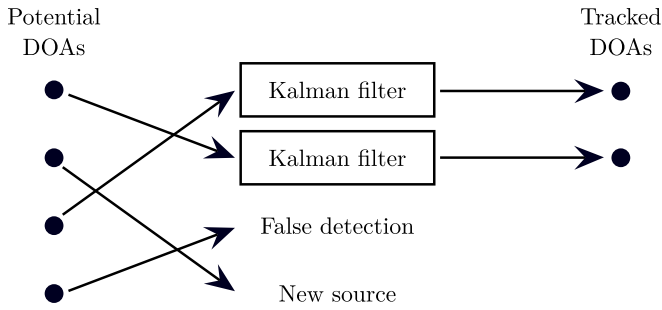 Potential
DOAs
Tracked
DOAs
Kalman filter
Kalman filter
False detection
New source